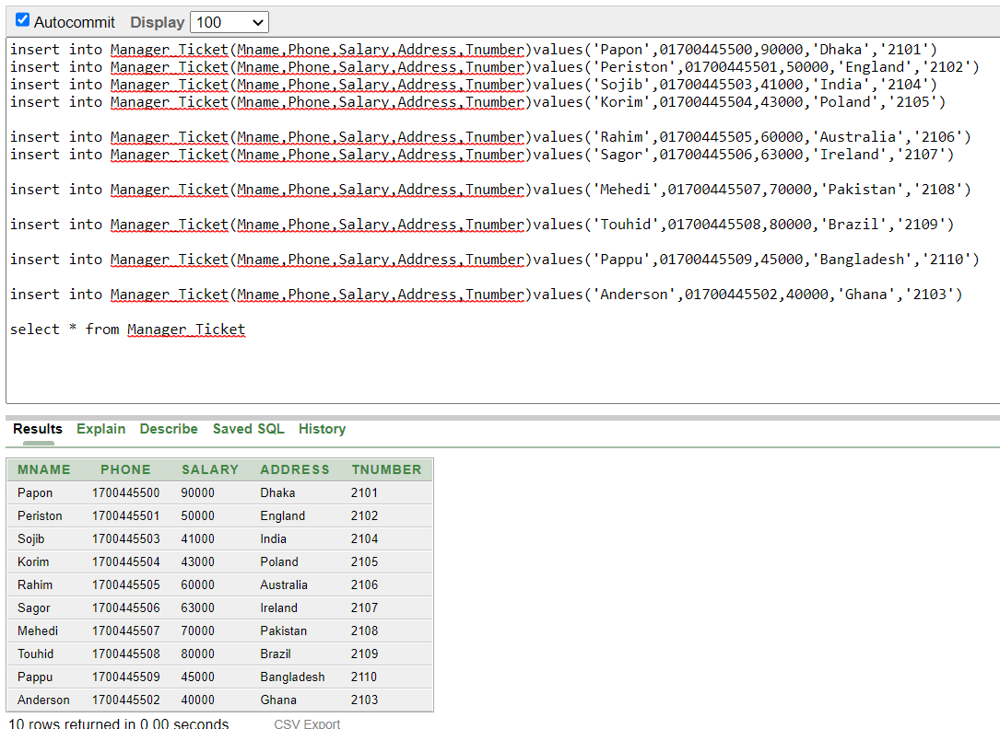 Autocommit Display 100
insert into Manager_Ticket(Mname,Phone,Salary,Address,Tnumber)values('Papon',01700445500,90000,'Dhaka','2101')
insert into Manager_Ticket(Mname,Phone,Salary,Address,Tnumber)values('Periston',01700445501,50000,'England','2102')
insert into Manager_Ticket(Mname,Phone,Salary,Address,Tnumber)values('Sojib',01700445503,41000,'India','2104')
insert into Manager_Ticket(Mname,Phone,Salary,Address,Tnumber)values('Korim',01700445504,43000,'Poland','2105')
insert into Manager_Ticket(Mname,Phone,Salary,Address,Tnumber)values('Rahim',01700445505,60000,'Australia','2106')
insert into Manager_Ticket(Mname,Phone,Salary,Address,Tnumber)values('Sagor',01700445506,63000,'Ireland','2107')
insert into Manager_Ticket(Mname,Phone,Salary,Address,Tnumber)values('Mehedi',01700445507,70000,'Pakistan','2108')
insert into Manager_Ticket(Mname,Phone,Salary,Address,Tnumber)values('Touhid',01700445508,80000,'Brazil','2109')
insert into Manager_Ticket(Mname,Phone,Salary,Address,Tnumber)values('Pappu',01700445509,45000,'Bangladesh','2110')
insert into Manager_Ticket(Mname,Phone,Salary,Address,Tnumber)values('Anderson',01700445502,40000,'Ghana','2103')
select * from Manager_Ticket
Results Explain Describe Saved SQL History
MNAME PHONE SALARY ADDRESS TNUMBER
Papon 1700445500 90000 Dhaka 2101
Periston 1700445501 50000 England 2102
Sojib 1700445503 41000 India 2104
Korim 1700445504 43000 Poland 2105
Rahim 1700445505 60000 Australia 2106
Sagor 1700445506 63000 Ireland 2107
Mehedi 1700445507 70000 Pakistan 2108
Touhid 1700445508 80000 Brazil 2109
Pappu 1700445509 45000 Bangladesh 2110
Anderson 1700445502 40000 Ghana 2103
10 rows returned in 0.00 seconds CSV Export